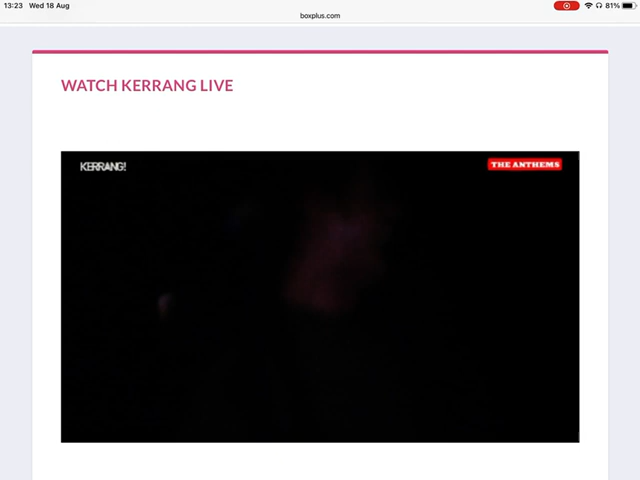 13:23 Wed 18 Aug 81%
boxplus.com
WATCH KERRANG LIVE
KERRANG! THE ANTHEMS